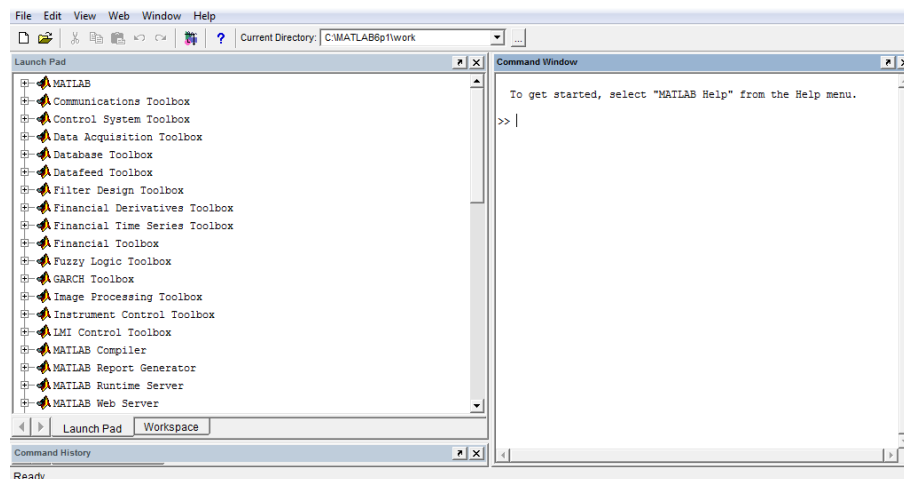 File Edit View Web Window Help
? Current Directory: C:\MATLAB6p1\work ...
Launch Pad
MATLAB
Communications Toolbox
Control System Toolbox
Data Acquisition Toolbox
Database Toolbox
Datafeed Toolbox
Filter Design Toolbox
Financial Derivatives Toolbox
Financial Time Series Toolbox
Financial Toolbox
Fuzzy Logic Toolbox
GARCH Toolbox
Image Processing Toolbox
Instrument Control Toolbox
LMI Control Toolbox
MATLAB Compiler
MATLAB Report Generator
MATLAB Runtime Server
MATLAB Web Server
Launch Pad Workspace
Command History
Command Window
To get started, select "MATLAB Help" from the Help menu.
>>
Ready